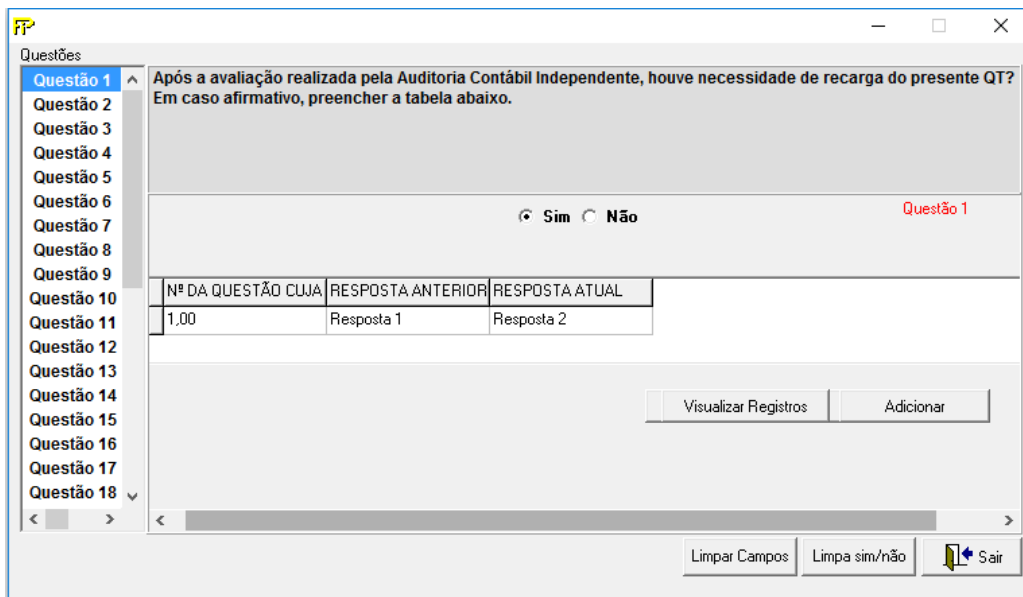 FP
Questões
Questão 1
Questão 2
Questão 3
Questão 4
Questão 5
Questão 6
Questão 7
Questão 8
Questão 9
Questão 10
Questão 11
Questão 12
Questão 13
Questão 14
Questão 15
Questão 16
Questão 17
Questão 18
Após a avaliação realizada pela Auditoria Contábil Independente, houve necessidade de recarga do presente QT?
Em caso afirmativo, preencher a tabela abaixo.
Sim Não
Questão 1
Nº DA QUESTÃO CUJA RESPOSTA ANTERIOR RESPOSTA ATUAL
1,00 Resposta 1 Resposta 2
Visualizar Registros Adicionar
Limpar Campos Limpa sim/não Sair